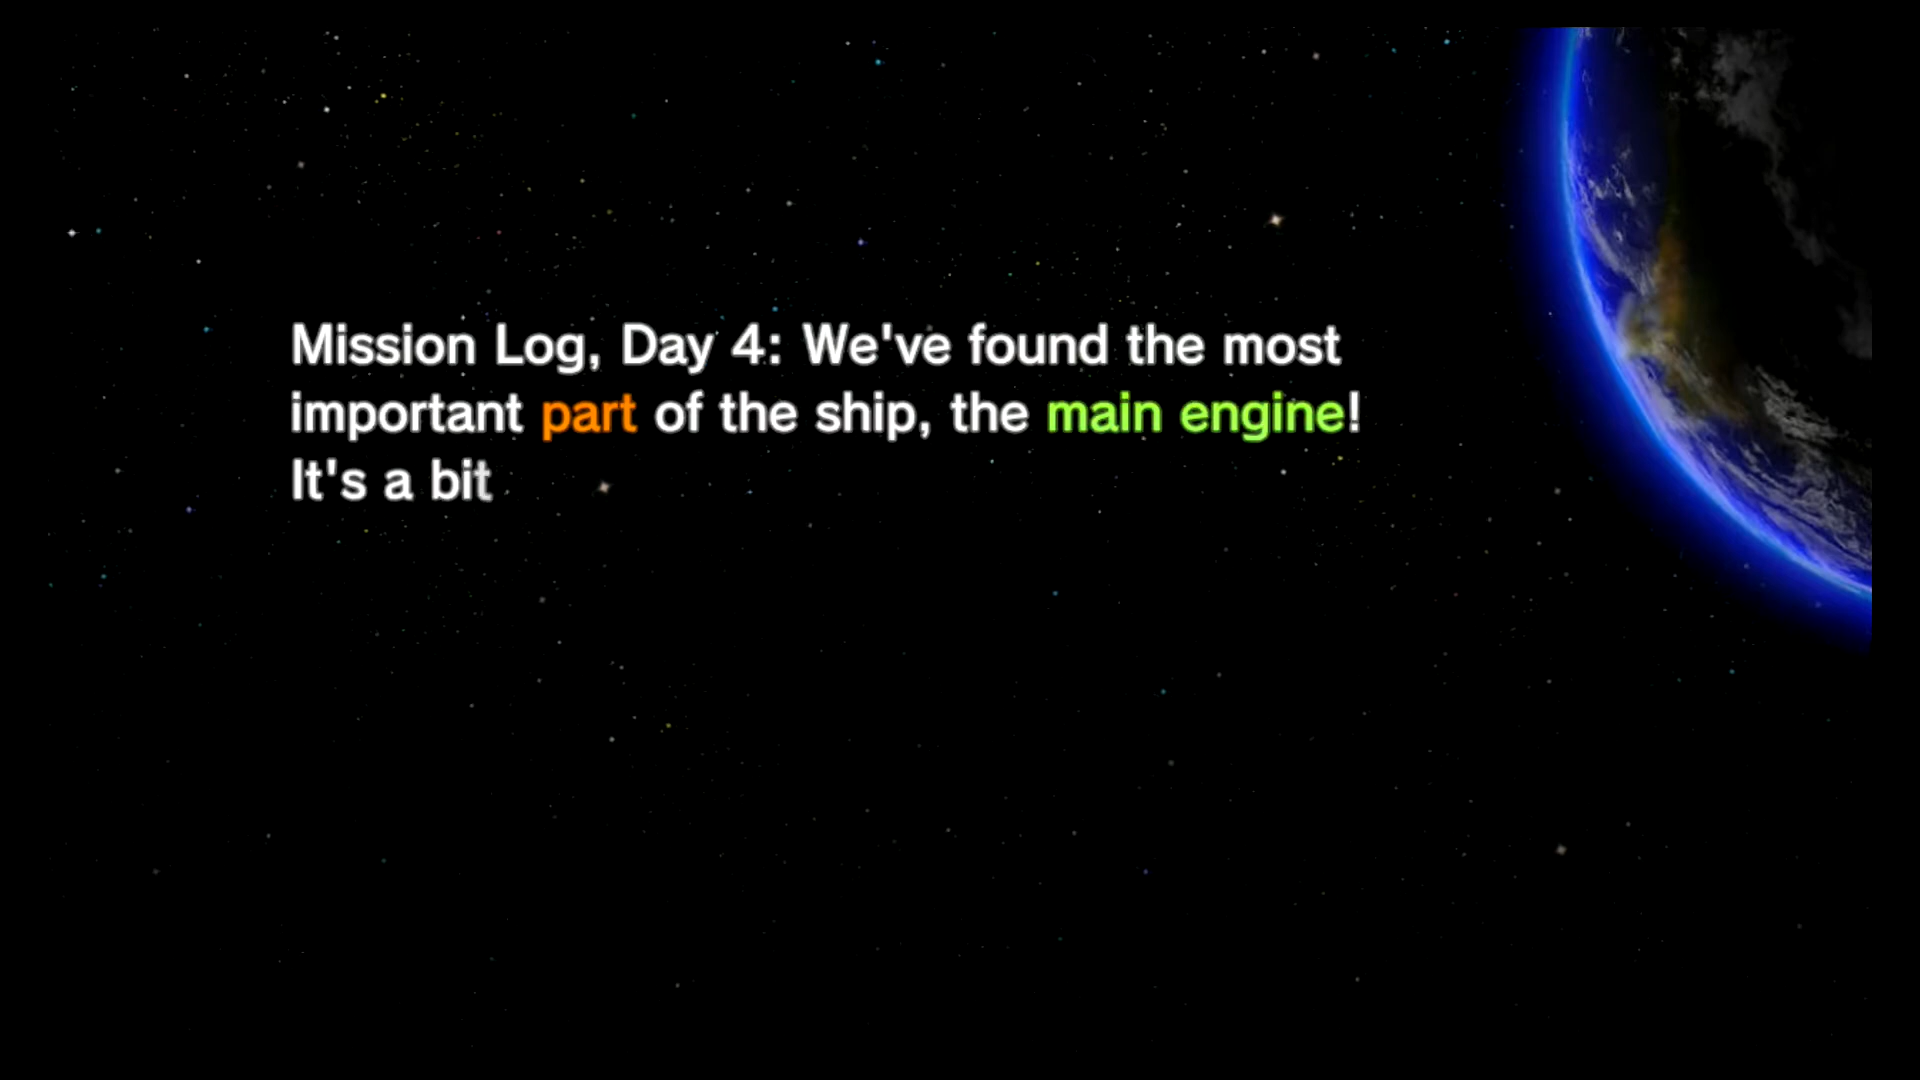 Mission Log, Day 4: We've found the most
important part of the ship, the main engine!
It's a bit